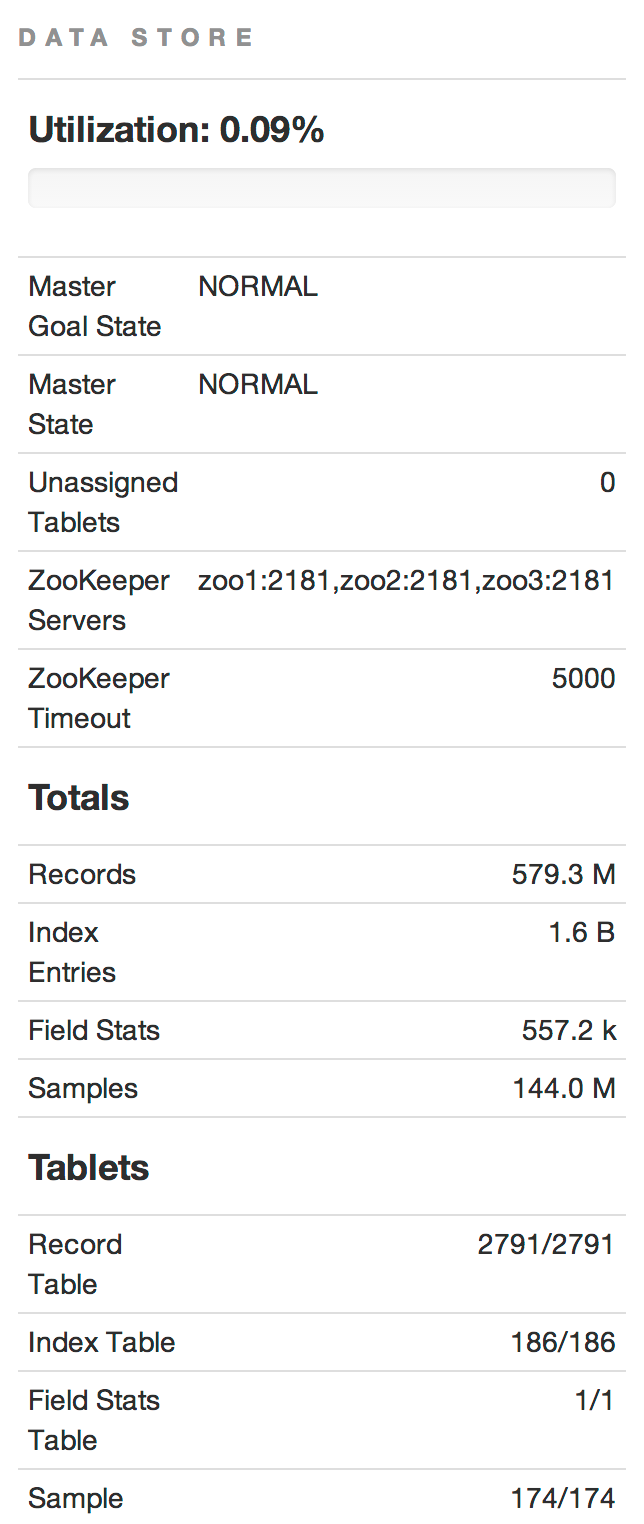 DATA STORE
Utilization: 0.09%
Master NORMAL
Goal State
Master NORMAL
State
Unassigned 0
Tablets
ZooKeeper zoo1:2181,zoo2:2181,zoo3:2181
Servers
ZooKeeper 5000
Timeout
Totals
Records 579.3 M
Index 1.6 B
Entries
Field Stats 557.2 k
Samples 144.0 M
Tablets
Record 2791/2791
Table
Index Table 186/186
Field Stats 1/1
Table
Sample 174/174